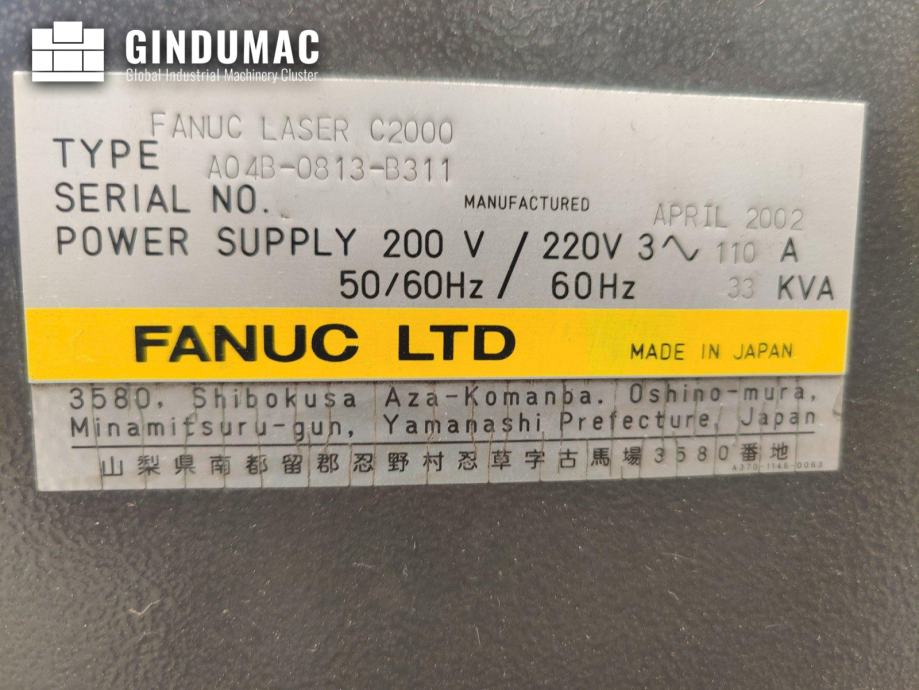 GINDUMAC
Global Industrial Machinery Cluster
FANUC LASER C2000
TYPE A04B-0813-B311
SERIAL NO. MANUFACTURED APRIL 2002
POWER SUPPLY 200 V / 220V 3∿ 110 A
50/60Hz / 60Hz 33 KVA
FANUC LTD MADE IN JAPAN
3580, Shibokusa Aza-Komanba. Oshino-mura,
Minamitsuru-gun, Yamanashi Prefecture, Japan
山梨県南都留郡忍野村忍草字古馬場3580番地
A370-1146-0063